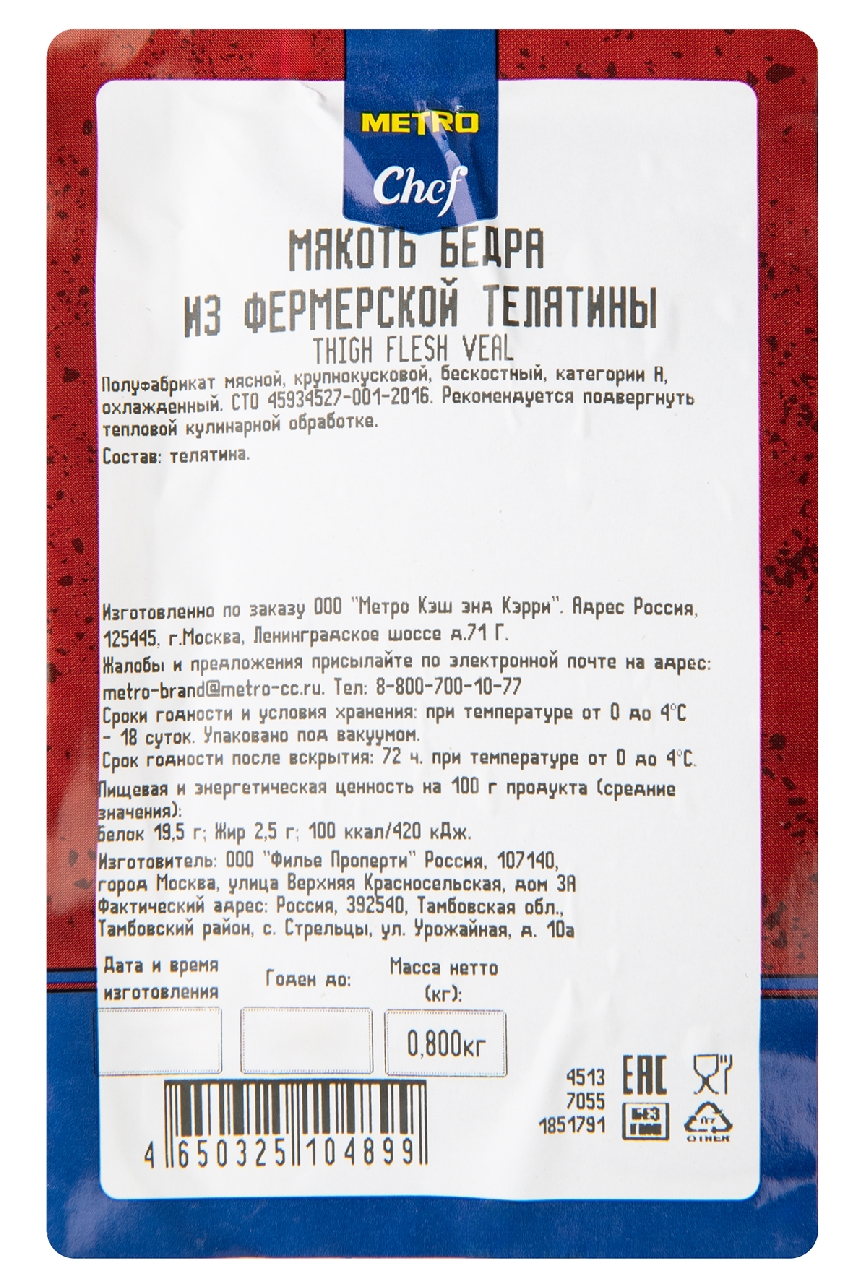 METRO
Chef
МЯКОТЬ БЕДРА
ИЗ ФЕРМЕРСКОЙ ТЕЛЯТИНЫ
THIGH FLESH VEAL
Полуфабрикат мясной, крупнокусковой, бескостный, категории А,
охлажденный. СТО 45934527-001-2016. Рекомендуется подвергнуть
тепловой кулинарной обработке.
Состав: телятина.
Изготовленно по заказу ООО "Метро Кэш энд Кэрри". Адрес Россия,
125445, г.Москва, Ленинградское шоссе д.71 Г.
Жалобы и предложения присылайте по электронной почте на адрес:
metro-brand@metro-cc.ru. Тел: 8-800-700-10-77
Сроки годности и условия хранения: при температуре от 0 до 4°С
- 18 суток. Упаковано под вакуумом.
Срок годности после вскрытия: 72 ч. при температуре от 0 до 4°С.
Пищевая и энергетическая ценность на 100 г продукта (средние
значения):
Белок 19,5 г; Жир 2,5 г; 100 ккал/420 кДж.
Изготовитель: ООО "Филье Проперти" Россия, 107140,
город Москва, улица Верхняя Красносельская, дом 3А
Фактический адрес: Россия, 392540, Тамбовская обл.,
Тамбовский район, с. Стрельцы, ул. Урожайная, д. 10а
Дата и время
изготовления
Годен до:
Масса нетто
(кг):
0,800кг
4513
7055
1851791
EAC
БЕЗ
ГМО
07
OTHER
4 650325 104899